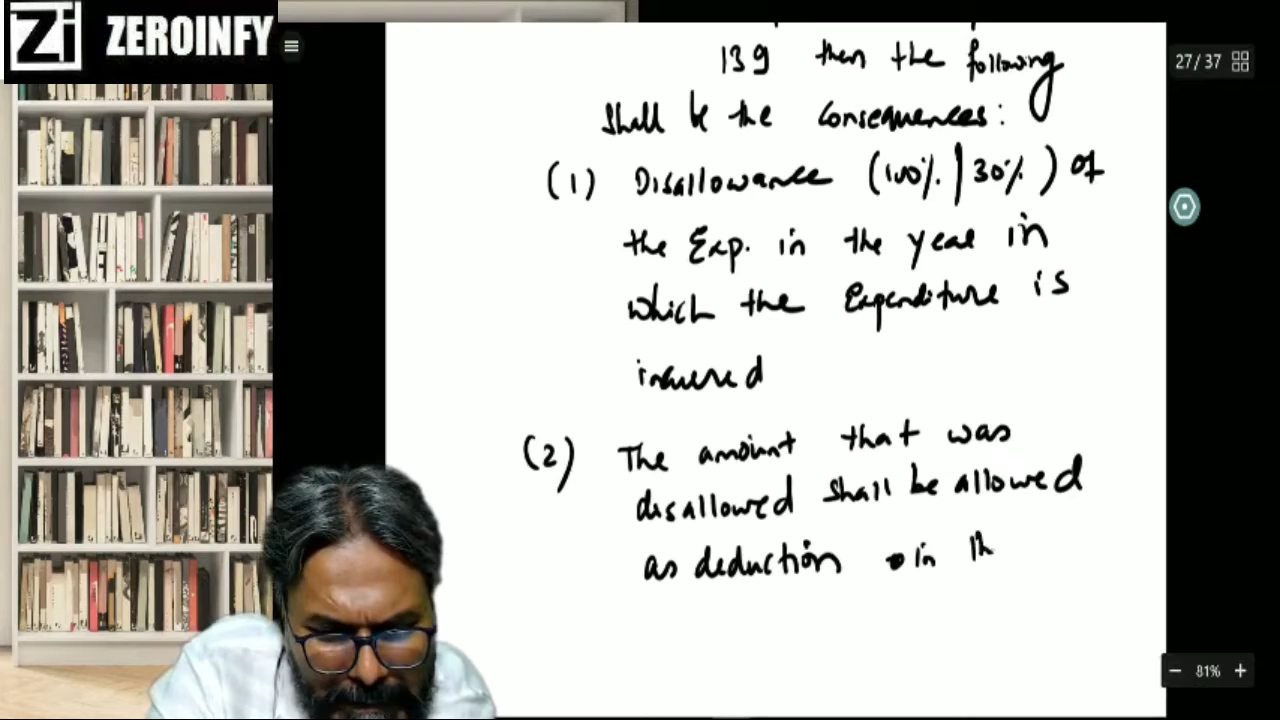 Zi ZEROINFY
27 / 37
139 then the following
shall be the consequences:
(1) Disallowance (100% | 30%) of
the Exp. in the year in
which the Expenditure is
incurred
(2) The amount that was
disallowed shall be allowed
as deduction in th
81%